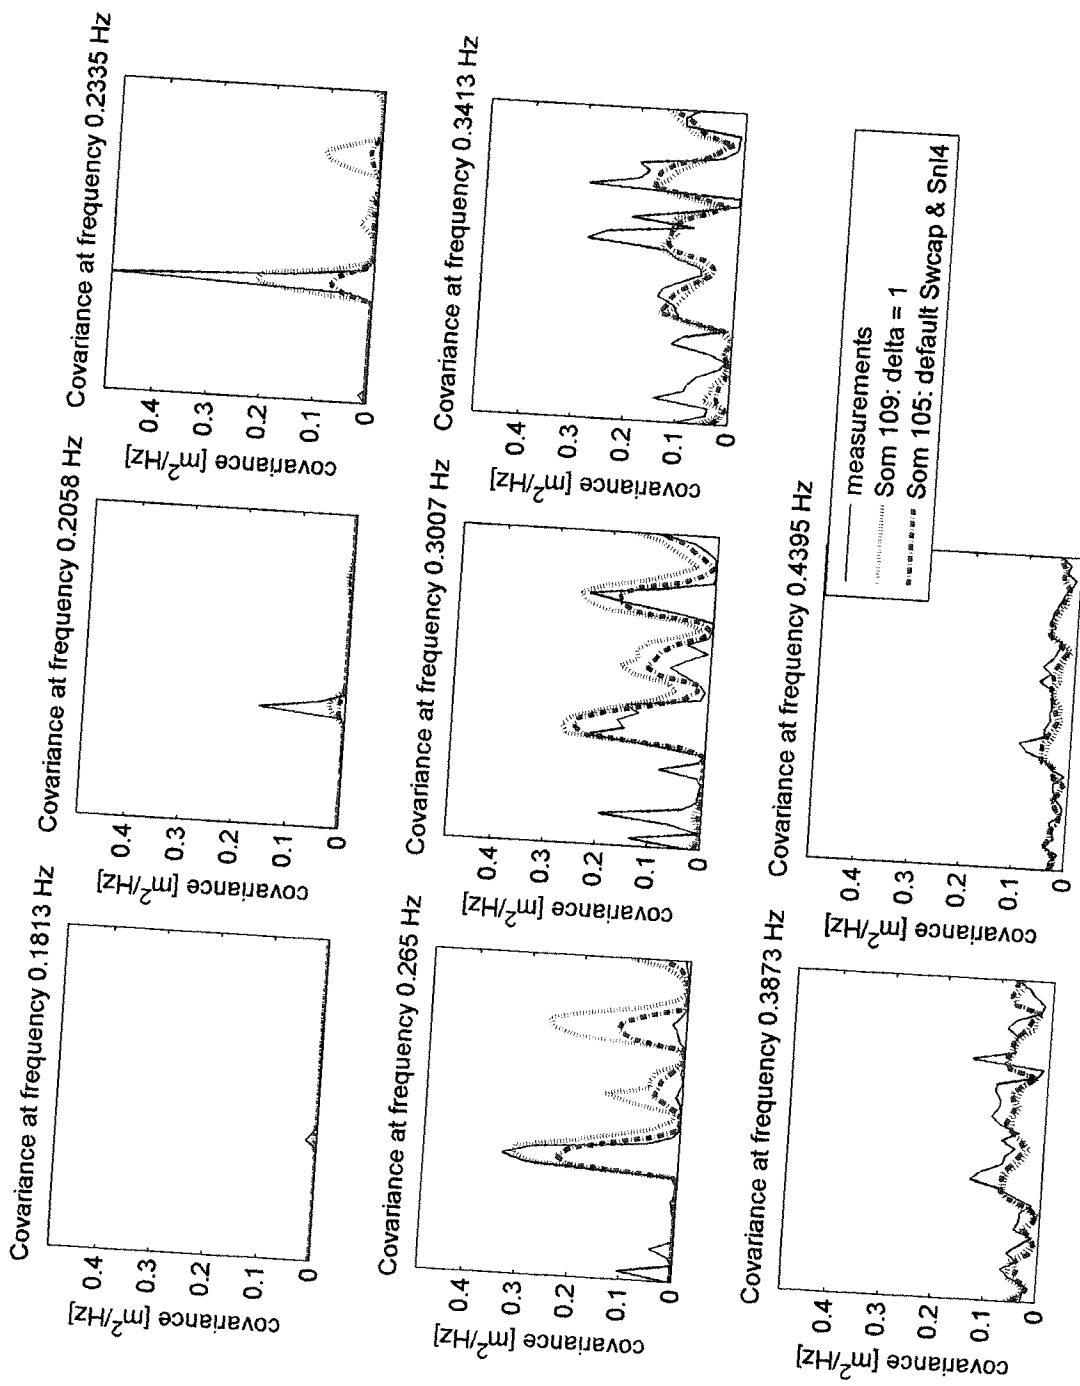 Covariance at frequency 0.1813 Hz
covariance [m²/Hz]
0.4
0.3
0.2
0.1
0
Covariance at frequency 0.2058 Hz
covariance [m²/Hz]
0.4
0.3
0.2
0.1
0
Covariance at frequency 0.2335 Hz
covariance [m²/Hz]
0.4
0.3
0.2
0.1
0
Covariance at frequency 0.265 Hz
covariance [m²/Hz]
0.4
0.3
0.2
0.1
0
Covariance at frequency 0.3007 Hz
covariance [m²/Hz]
0.4
0.3
0.2
0.1
0
Covariance at frequency 0.3413 Hz
covariance [m²/Hz]
0.4
0.3
0.2
0.1
0
Covariance at frequency 0.3873 Hz
covariance [m²/Hz]
0.4
0.3
0.2
0.1
0
Covariance at frequency 0.4395 Hz
covariance [m²/Hz]
0.4
0.3
0.2
0.1
0
measurements
Som 109: delta = 1
Som 105: default Swcap & Snl4